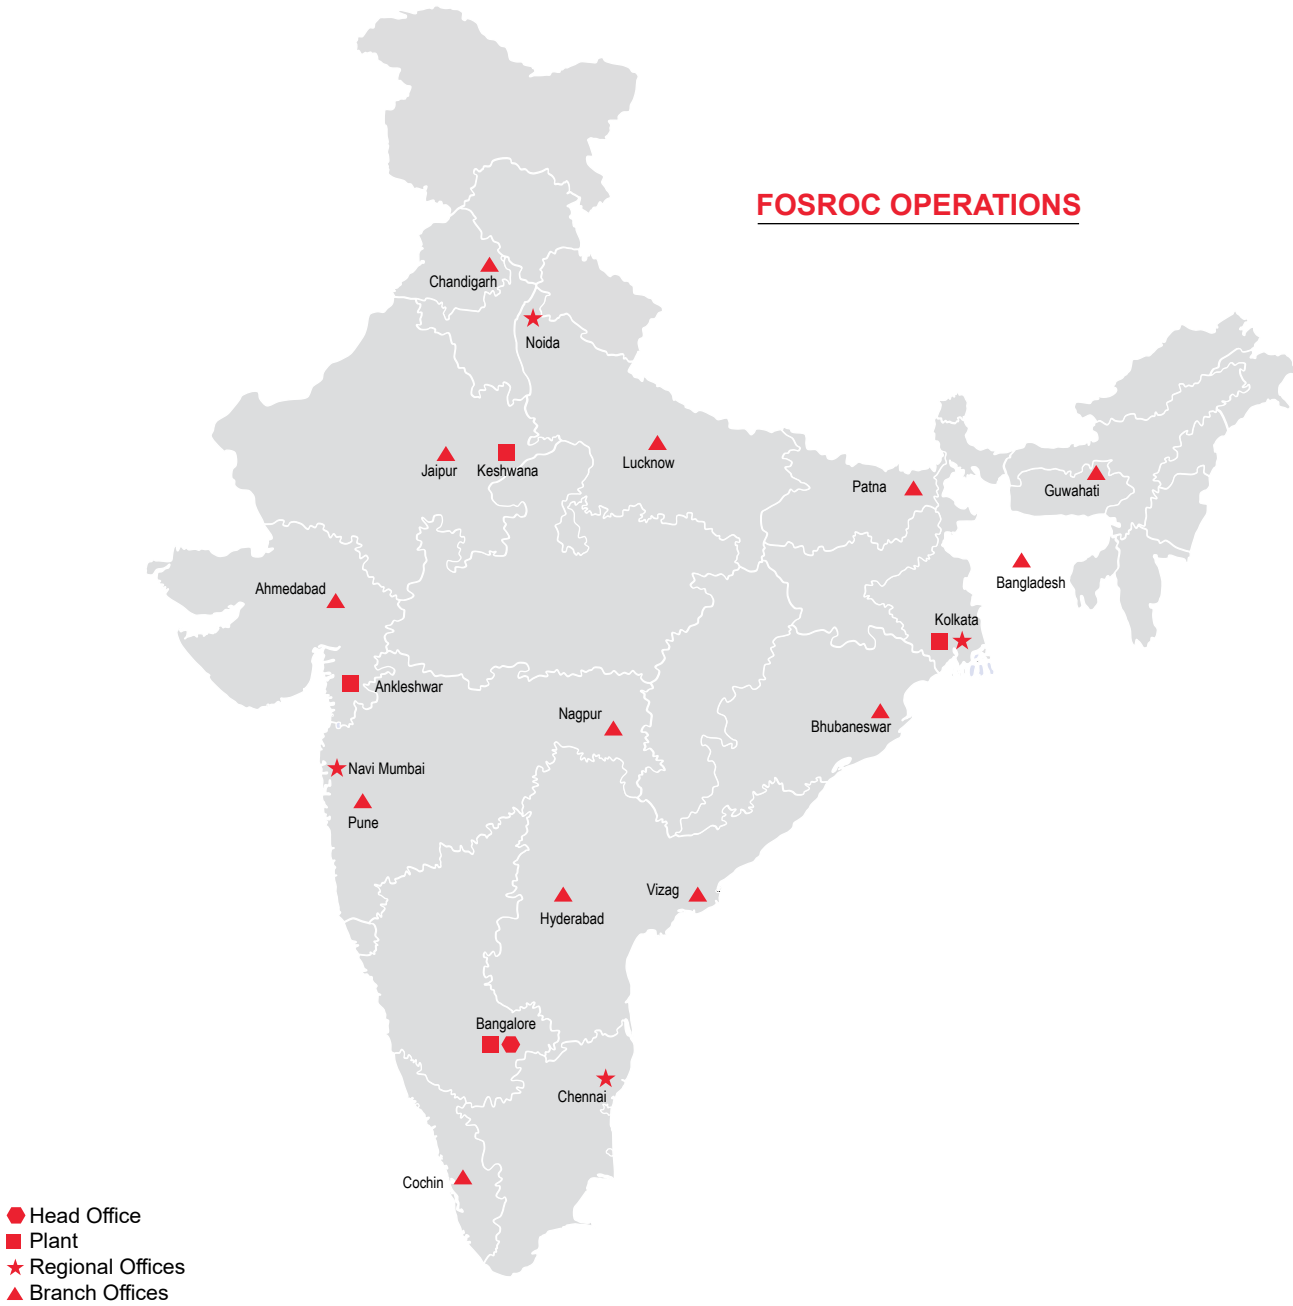 FOSROC OPERATIONS
Chandigarh
Noida
Lucknow
Jaipur
Keshwana
Patna
Guwahati
Bangladesh
Ahmedabad
Kolkata
Ankleshwar
Nagpur
Bhubaneswar
Navi Mumbai
Pune
Vizag
Hyderabad
Bangalore
Chennai
Cochin
Head Office
Plant
Regional Offices
Branch Offices